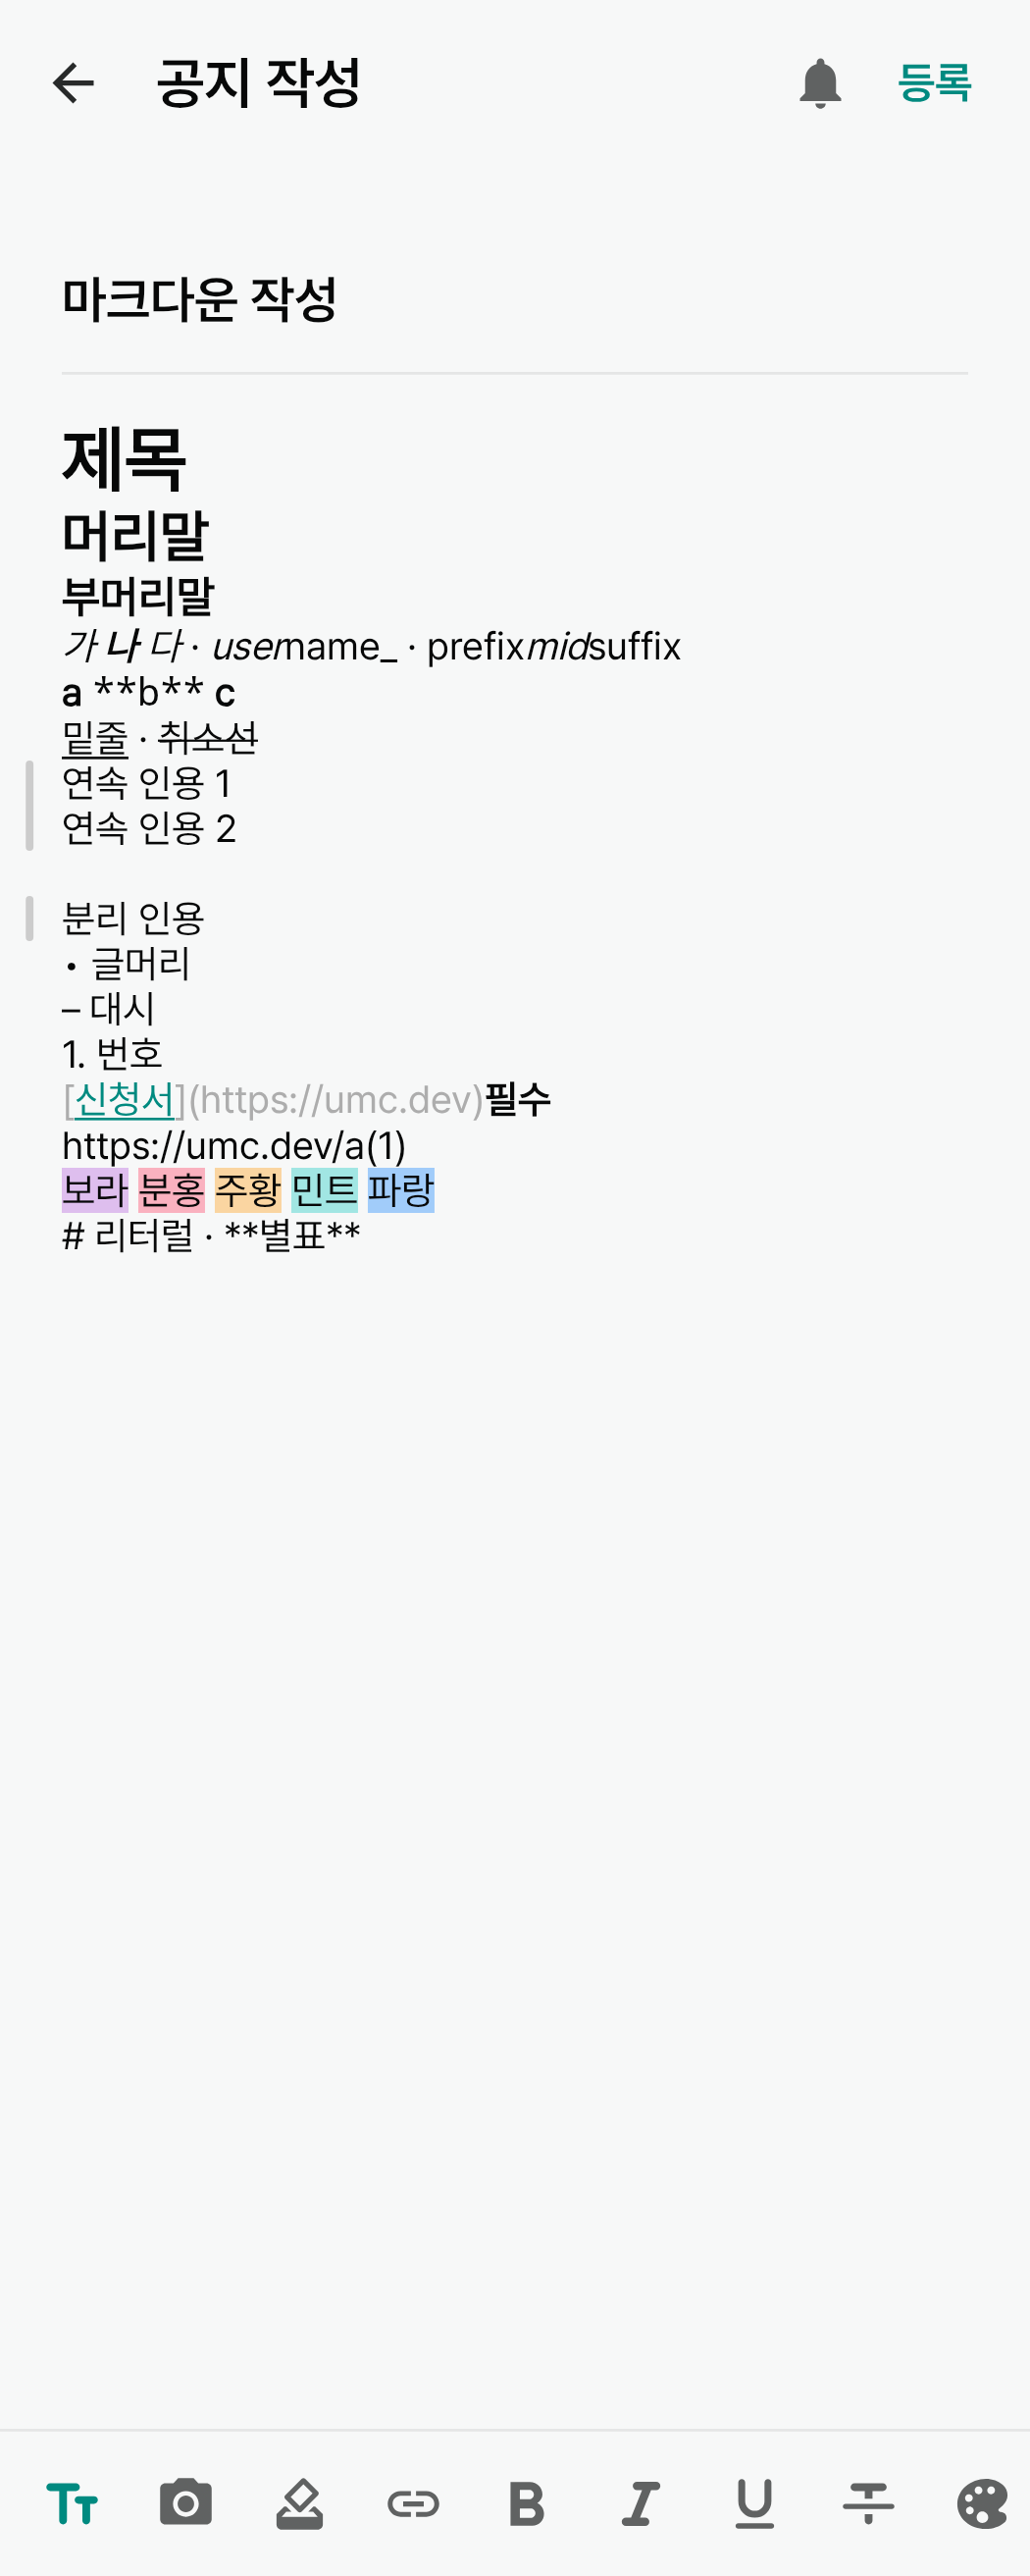 공지 작성
등록
마크다운 작성
제목
머리말
부머리말
가 나 다 · username_ · prefixmidsuffix
a **b** c
밑줄 · 취소선
연속 인용 1
연속 인용 2
분리 인용
• 글머리
– 대시
1. 번호
[신청서](https://umc.dev)필수
https://umc.dev/a(1)
보라 분홍 주황 민트 파랑
# 리터럴 · **별표**